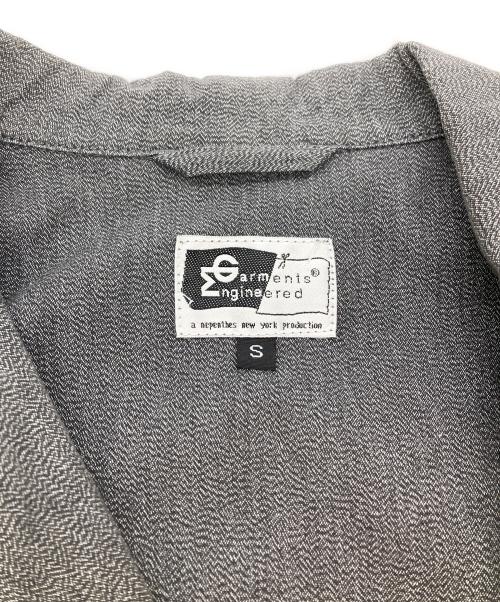 Garments®
Engineered
a nepenthes new york production
S